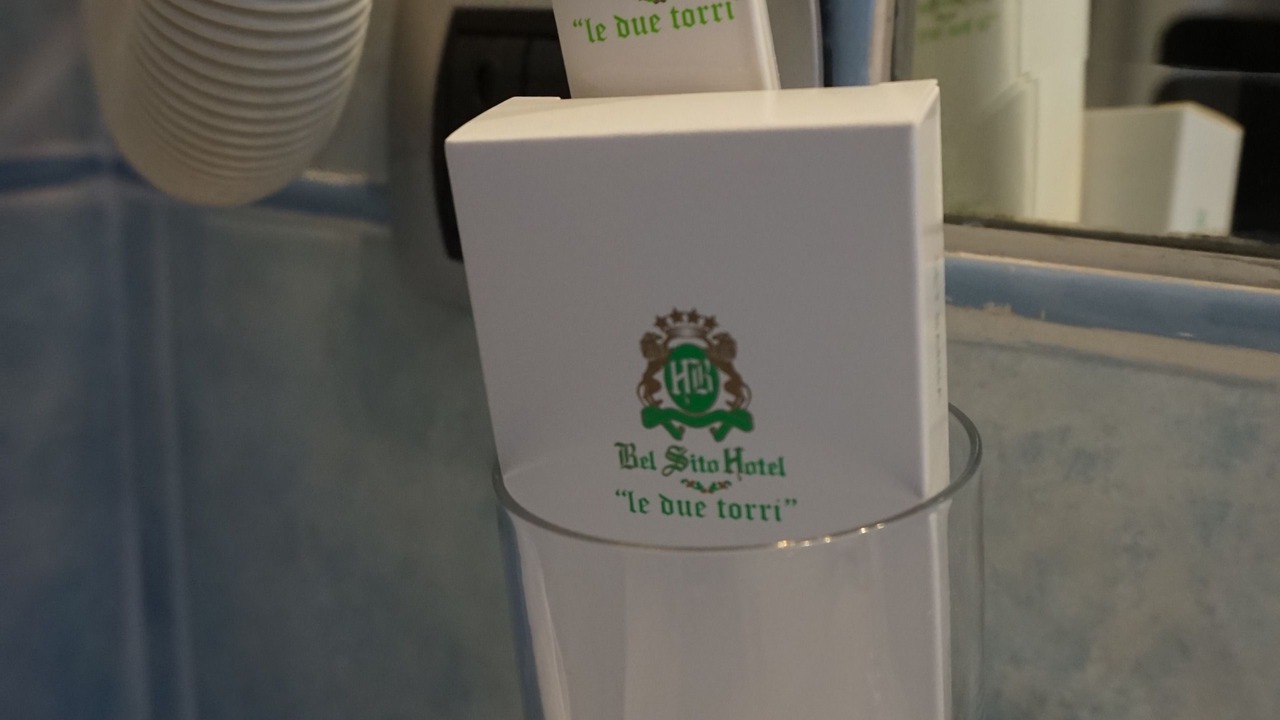 “le due torri
HB
Bel Sito Hotel
“le due torri”